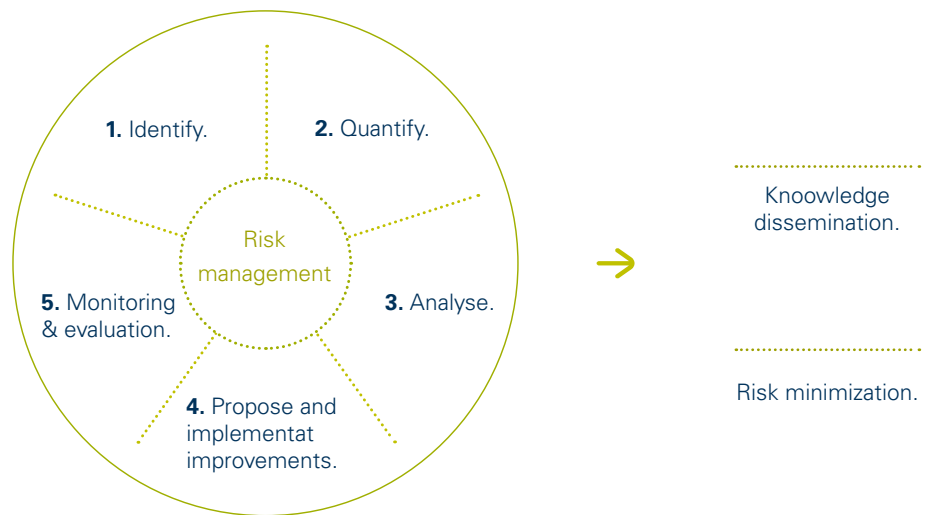 1. Identify.
2. Quantify.
Risk
management
3. Analyse.
4. Propose and
implementat
improvements.
5. Monitoring
& evaluation.
Knoowledge
dissemination.
Risk minimization.